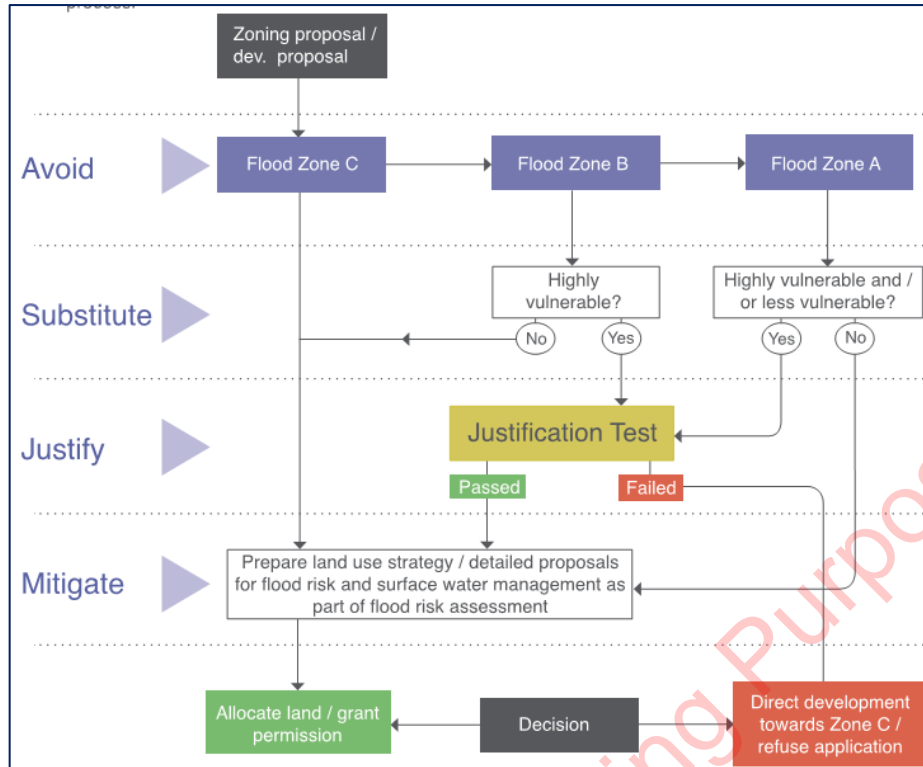 Zoning proposal /
dev. proposal
Avoid
Flood Zone C
Flood Zone B
Flood Zone A
Substitute
Highly
vulnerable?
Highly vulnerable and /
or less vulnerable?
No
Yes
Yes
No
Justify
Justification Test
Passed
Failed
Mitigate
Prepare land use strategy / detailed proposals
for flood risk and surface water management as
part of flood risk assessment
Allocate land / grant
permission
Decision
Direct development
towards Zone C /
refuse application
ing Purpos